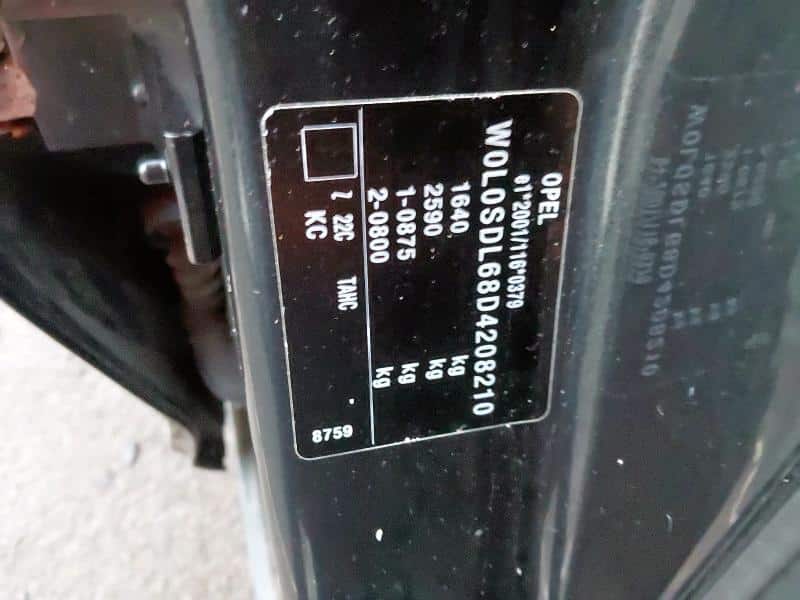 OPEL
e1*2001/116*0379
W0L0SDL68D4208210
1640 kg
2590 kg
1-0875 kg
2-0800 kg
Z 22C TAHC
KC
8759